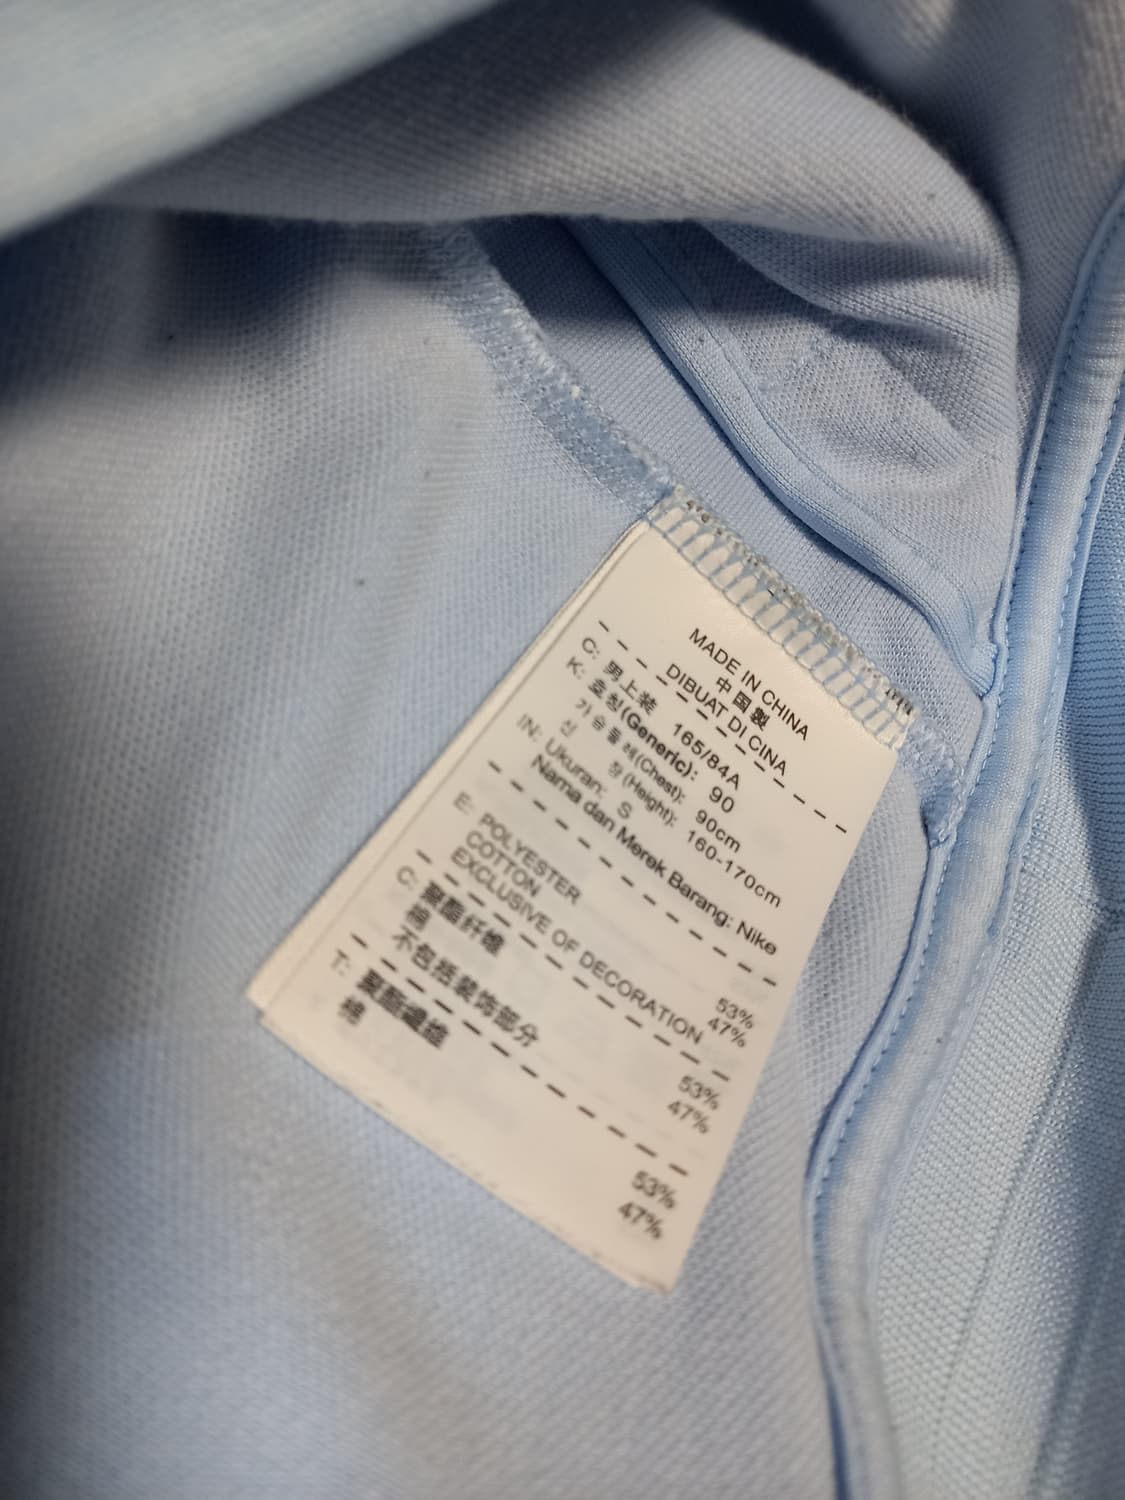 MADE IN CHINA
中国製
DIBUAT DI CINA
C: 男上装 165/84A
K: 호칭(Generic): 90
가슴둘레(Chest): 90cm
신 장(Height): 160-170cm
IN: Ukuran: S
Nama dan Merek Barang: Nike
E: POLYESTER 53%
COTTON 47%
EXCLUSIVE OF DECORATION
C: 聚酯纤维 53%
棉 47%
不包括装饰部分
T: 聚酯纖維 53%
棉 47%